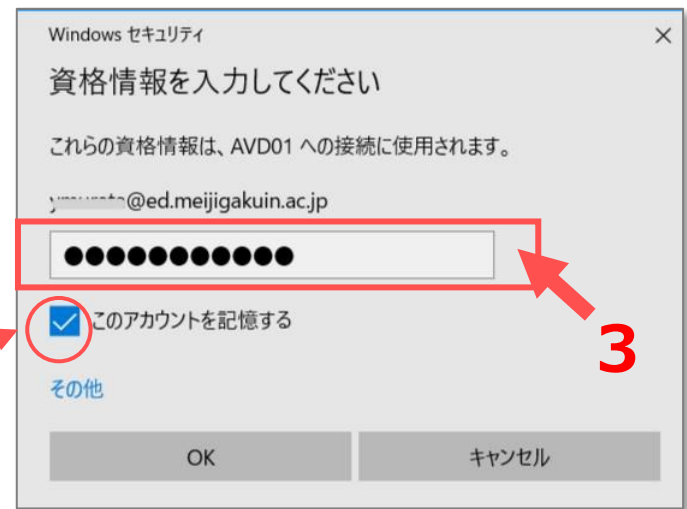 Windows セキュリティ
資格情報を入力してください
これらの資格情報は、AVD01 への接続に使用されます。
@ed.meijigakuin.ac.jp
●●●●●●●●●●●
このアカウントを記憶する
3
その他
OK
キャンセル